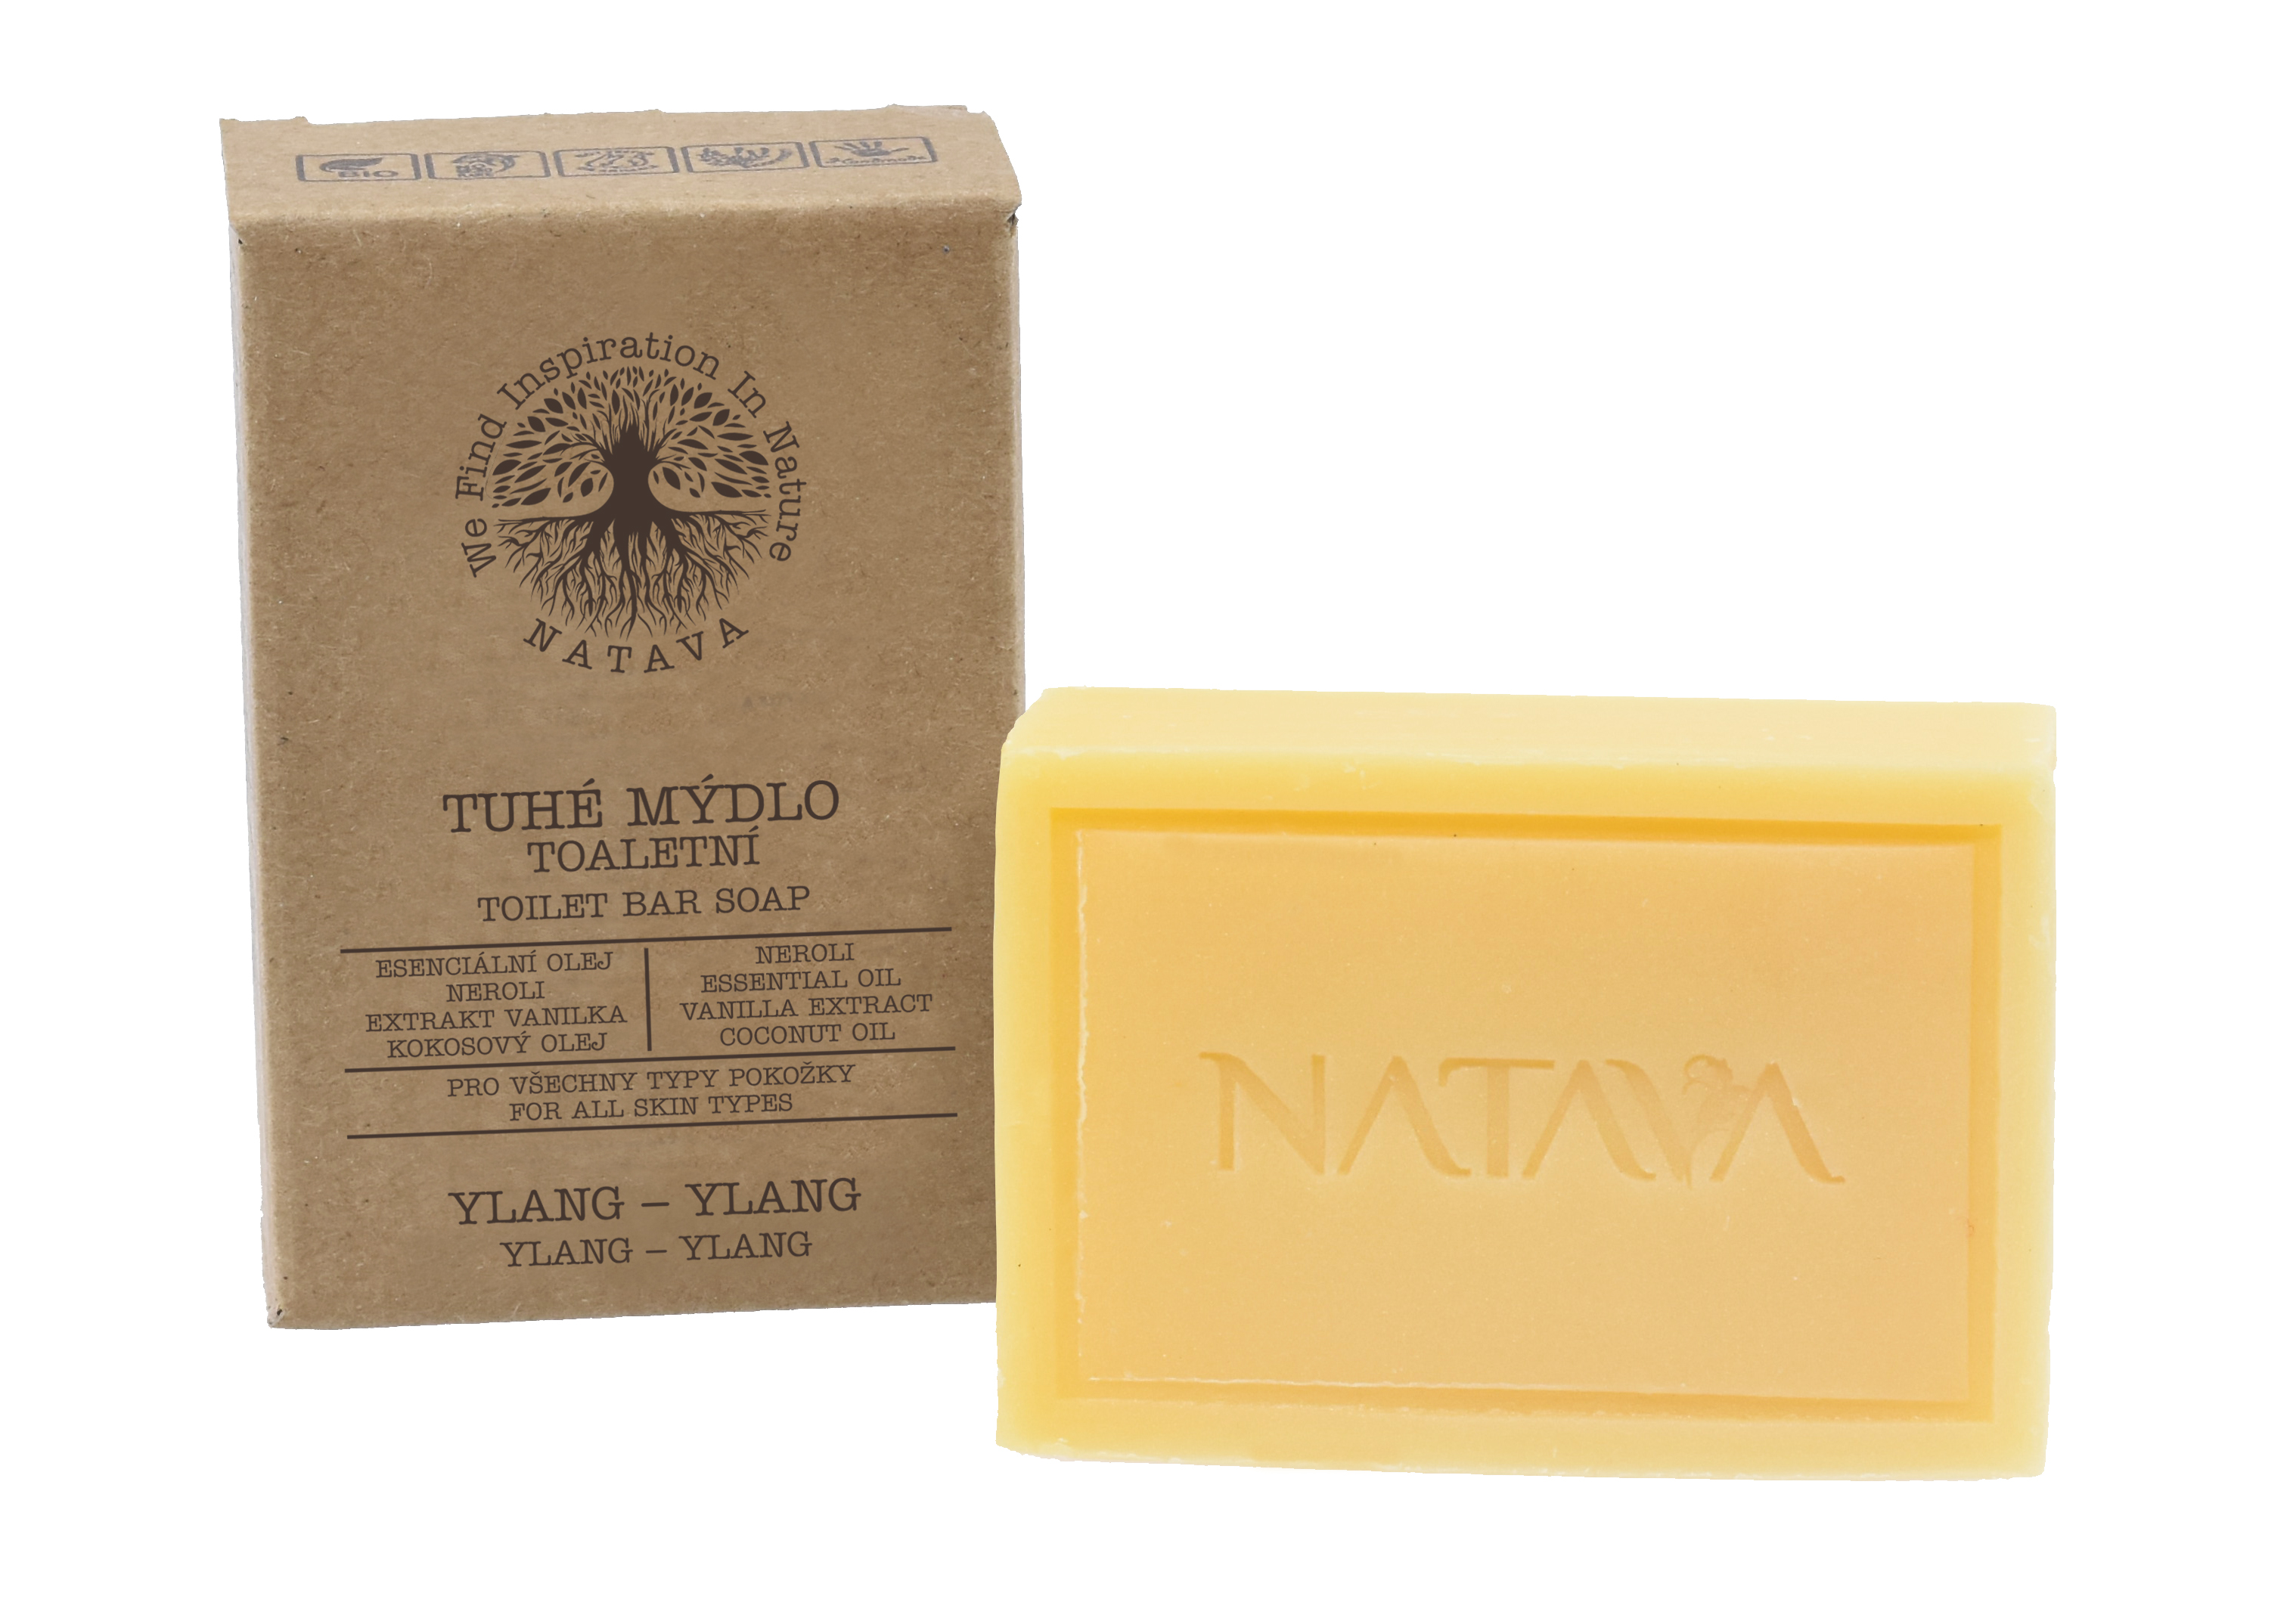 BIO
We Find Inspiration In Nature
NATAVA
TUHÉ MÝDLO
TOALETNÍ
TOILET BAR SOAP
ESENCIÁLNÍ OLEJ
NEROLI
EXTRAKT VANILKA
KOKOSOVÝ OLEJ
NEROLI
ESSENTIAL OIL
VANILLA EXTRACT
COCONUT OIL
PRO VŠECHNY TYPY POKOŽKY
FOR ALL SKIN TYPES
YLANG – YLANG
YLANG – YLANG
NATAVA